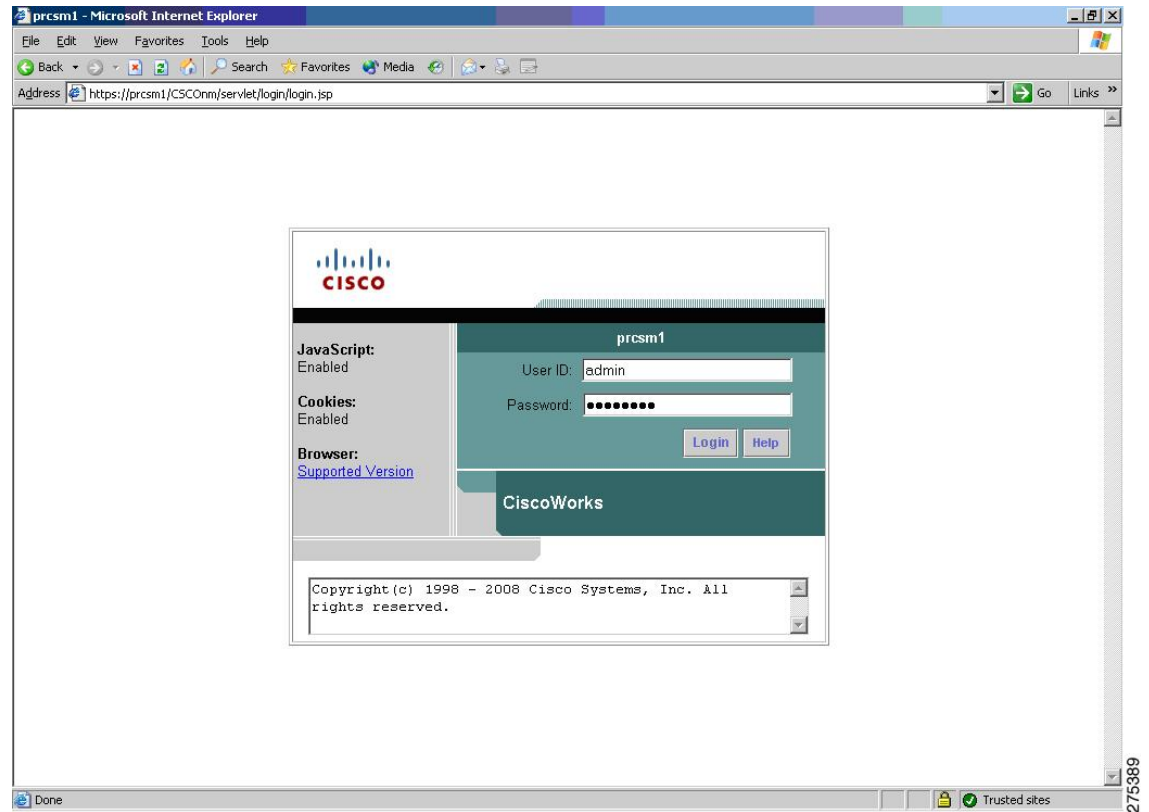 prcsm1 - Microsoft Internet Explorer
File Edit View Favorites Tools Help
Back Search Favorites Media
Address https://prcsm1/CSCOnm/servlet/login/login.jsp Go Links »
CISCO
prcsm1
JavaScript:
Enabled
User ID: admin
Cookies:
Enabled
Password: ●●●●●●●●
Login Help
Browser:
Supported Version
CiscoWorks
Copyright(c) 1998 - 2008 Cisco Systems, Inc. All
rights reserved.
Done Trusted sites
275389